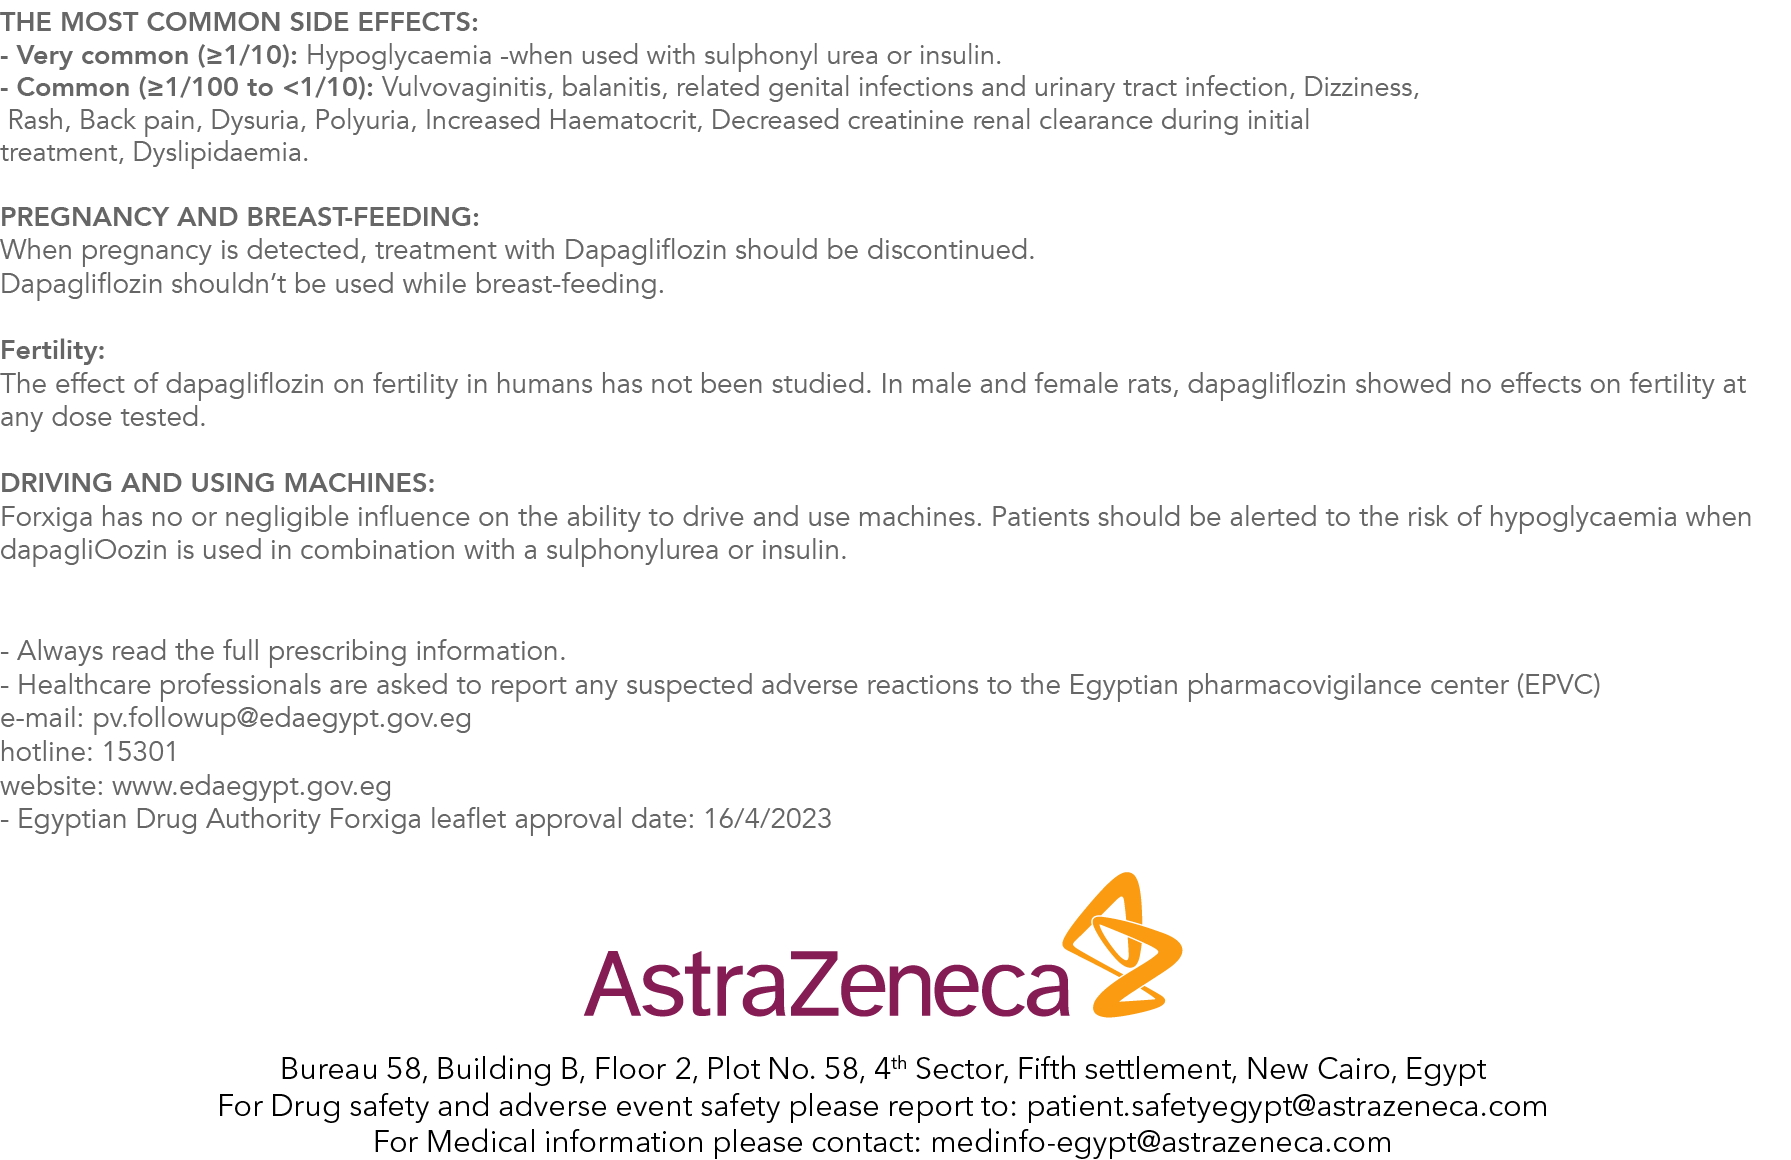 THE MOST COMMON SIDE EFFECTS:
- Very common (≥1/10): Hypoglycaemia -when used with sulphonyl urea or insulin.
- Common (≥1/100 to <1/10): Vulvovaginitis, balanitis, related genital infections and urinary tract infection, Dizziness,
Rash, Back pain, Dysuria, Polyuria, Increased Haematocrit, Decreased creatinine renal clearance during initial
treatment, Dyslipidaemia.
PREGNANCY AND BREAST-FEEDING:
When pregnancy is detected, treatment with Dapagliflozin should be discontinued.
Dapagliflozin shouldn’t be used while breast-feeding.
Fertility:
The effect of dapagliflozin on fertility in humans has not been studied. In male and female rats, dapagliflozin showed no effects on fertility at
any dose tested.
DRIVING AND USING MACHINES:
Forxiga has no or negligible influence on the ability to drive and use machines. Patients should be alerted to the risk of hypoglycaemia when
dapagliOozin is used in combination with a sulphonylurea or insulin.
- Always read the full prescribing information.
- Healthcare professionals are asked to report any suspected adverse reactions to the Egyptian pharmacovigilance center (EPVC)
e-mail: pv.followup@edaegypt.gov.eg
hotline: 15301
website: www.edaegypt.gov.eg
- Egyptian Drug Authority Forxiga leaflet approval date: 16/4/2023
AstraZeneca
Bureau 58, Building B, Floor 2, Plot No. 58, 4th Sector, Fifth settlement, New Cairo, Egypt
For Drug safety and adverse event safety please report to: patient.safetyegypt@astrazeneca.com
For Medical information please contact: medinfo-egypt@astrazeneca.com